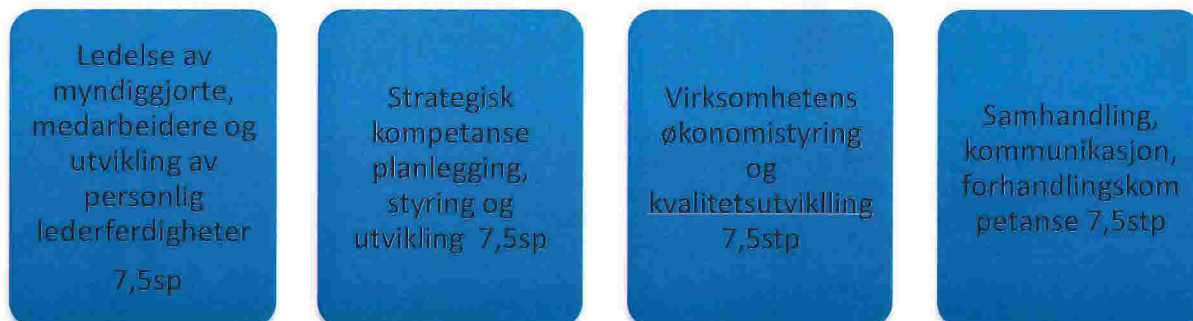 Ledelse av
myndiggjorte,
medarbeidere og
utvikling av
personlig
lederferdigheter
7,5sp
Strategisk
kompetanse
planlegging,
styring og
utvikling 7,5sp
Virksomhetens
økonomistyring
og
kvalitetsutviklling
7,5stp
Samhandling,
kommunikasjon,
forhandlingskom
petanse 7,5stp